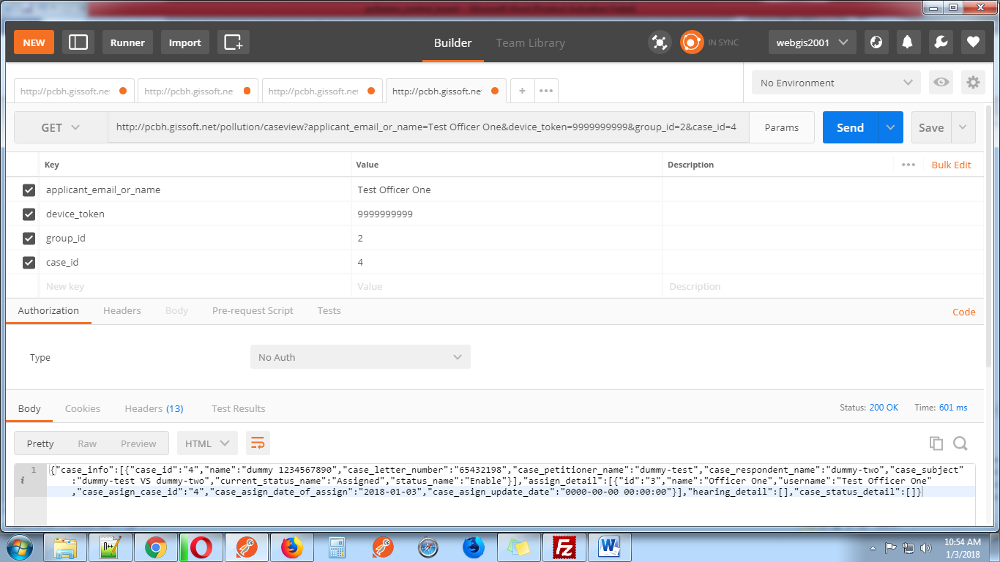 NEW
Runner
Import
Builder
Team Library
IN SYNC
webgis2001
http://pcbh.gissoft.ne
http://pcbh.gissoft.ne
http://pcbh.gissoft.ne
http://pcbh.gissoft.ne
+
•••
No Environment
GET
http://pcbh.gissoft.net/pollution/caseview?applicant_email_or_name=Test Officer One&device_token=9999999999&group_id=2&case_id=4
Params
Send
Save
Key
Value
Description
•••
Bulk Edit
applicant_email_or_name
Test Officer One
device_token
9999999999
group_id
2
case_id
4
New key
Value
Description
Authorization
Headers
Body
Pre-request Script
Tests
Code
Type
No Auth
Body
Cookies
Headers (13)
Test Results
Status: 200 OK
Time: 601 ms
Pretty
Raw
Preview
HTML
1
i
{"case_info":[{"case_id":"4","name":"dummy 1234567890","case_letter_number":"65432198","case_petitioner_name":"dummy-test","case_respondent_name":"dummy-two","case_subject"
:"dummy-test VS dummy-two","current_status_name":"Assigned","status_name":"Enable"}],"assign_detail":[{"id":"3","name":"Officer One","username":"Test Officer One"
,"case_asign_case_id":"4","case_asign_date_of_assign":"2018-01-03","case_asign_update_date":"0000-00-00 00:00:00"}],"hearing_detail":[],"case_status_detail":[]}
10:54 AM
1/3/2018